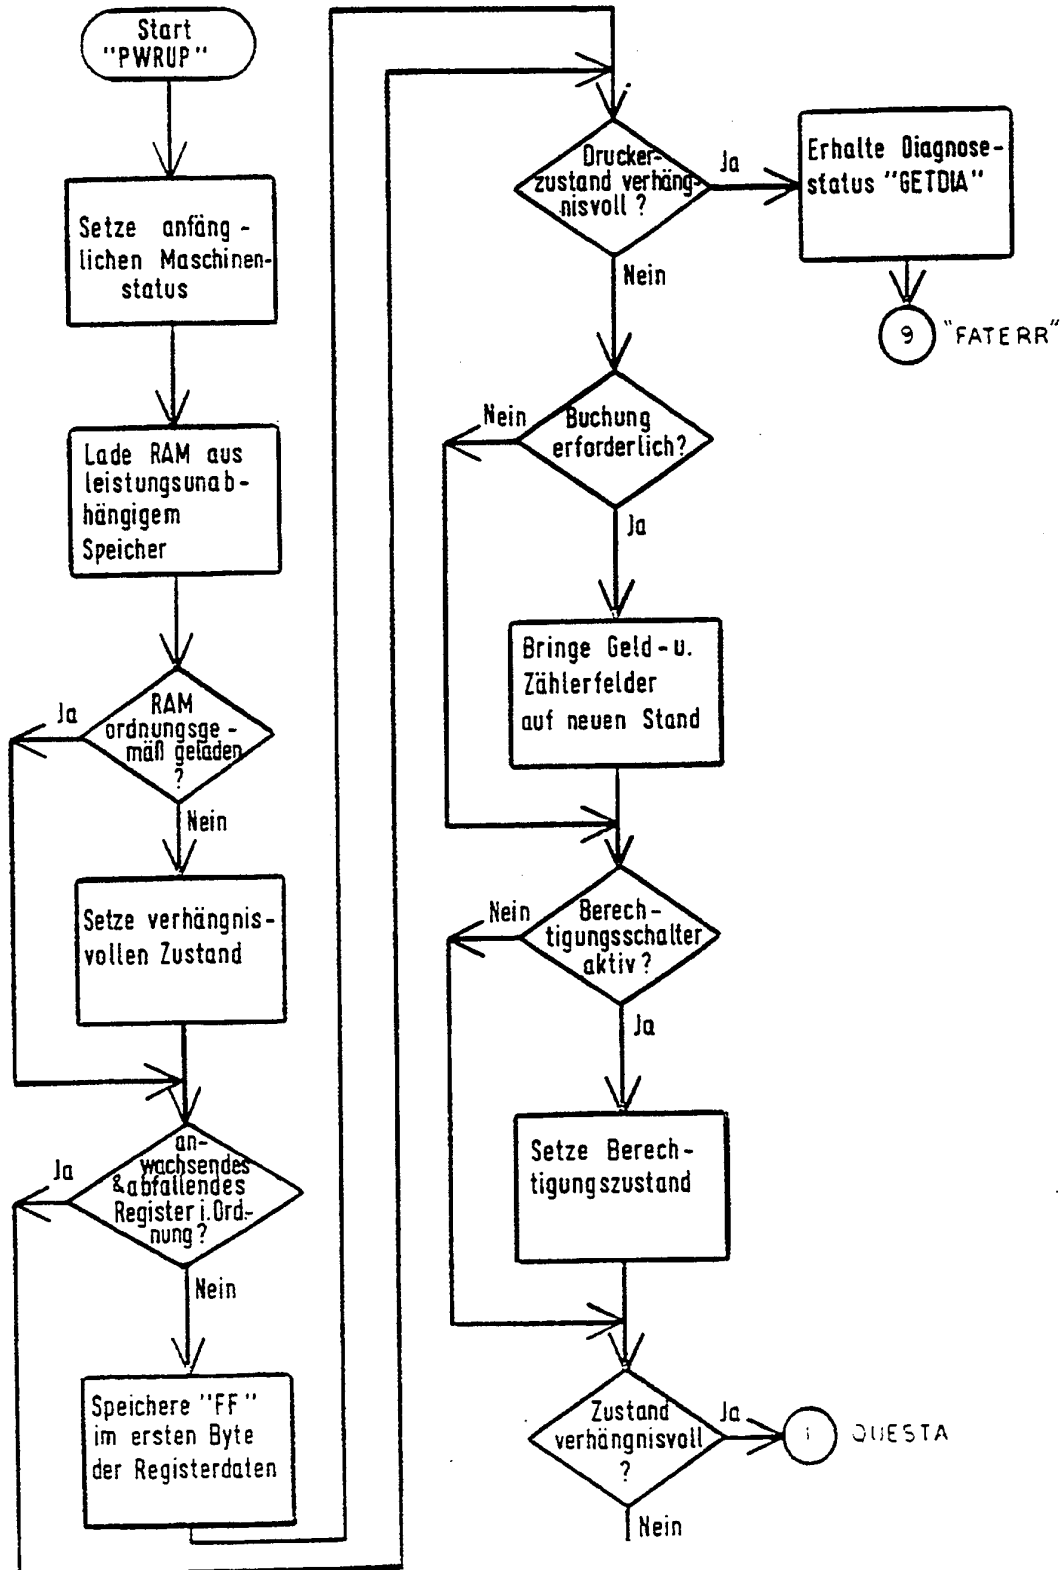 Start
"PWRUP"
Setze anfäng-
lichen Maschinen-
status
Lade RAM aus
leistungsunab-
hängigem
Speicher
RAM
ordnungsge-
mäß geladen
?
Ja
Nein
Setze verhängnis-
vollen Zustand
an-
wachsendes
&abfallendes
Register i.Ord-
nung?
Ja
Nein
Speichere "FF"
im ersten Byte
der Registerdaten
Drucker-
zustand verhäng-
nisvoll?
Ja
Nein
Erhalte Diagnose-
status "GETDIA"
9 "FATERR"
Buchung
erforderlich?
Nein
Ja
Bringe Geld-u.
Zählerfelder
auf neuen Stand
Berech-
tigungsschalter
aktiv?
Nein
Ja
Setze Berech-
tigungszustand
Zustand
verhängnisvoll
?
Ja
1 QUESTA
Nein